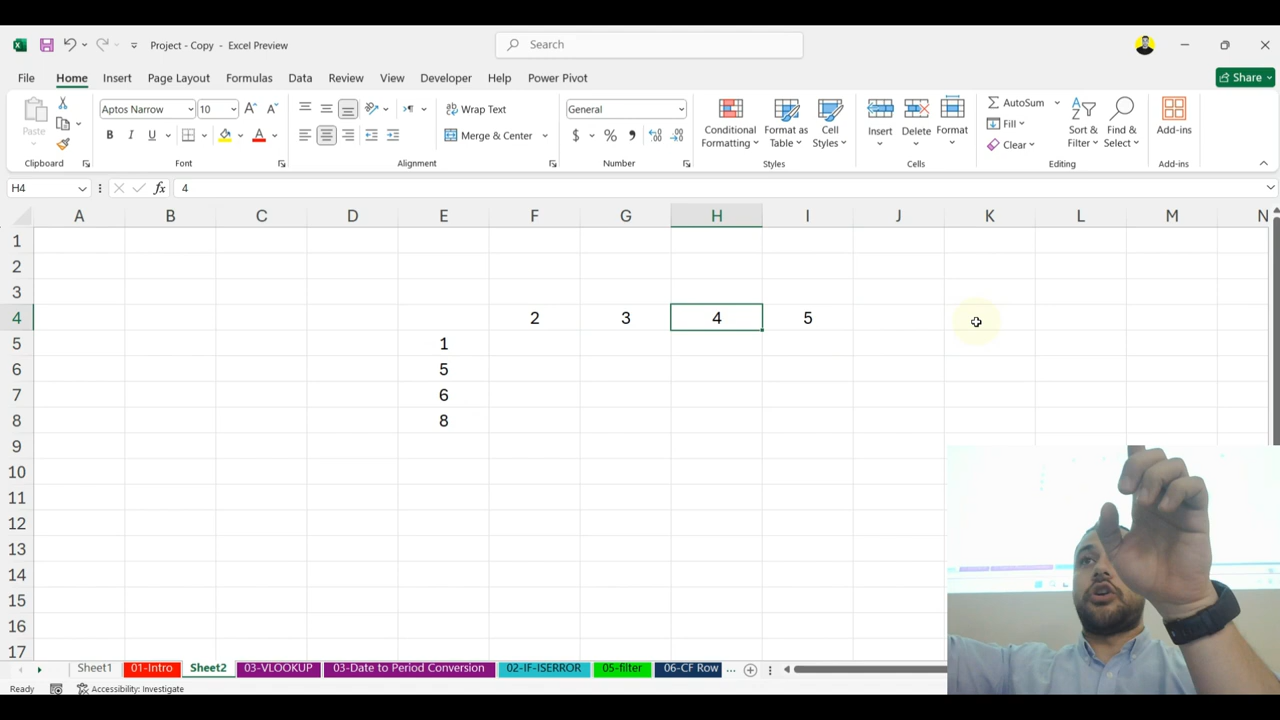 Project - Copy - Excel Preview
Search
File Home Insert Page Layout Formulas Data Review View Developer Help Power Pivot
Share
Paste
Aptos Narrow 10
B I U
Wrap Text
Merge & Center
General
$ % ,
Conditional Formatting
Format as Table
Cell Styles
Insert
Delete
Format
AutoSum
Fill
Clear
Sort & Filter
Find & Select
Add-ins
Clipboard Font Alignment Number Styles Cells Editing Add-ins
H4 fx 4
A B C D E F G H I J K L M N
1
2
3
4 2 3 4 5
5 1
6 5
7 6
8 8
9
10
11
12
13
14
15
16
17
Sheet1 01-Intro Sheet2 03-VLOOKUP 03-Date to Period Conversion 02-IF-ISERROR 05-filter 06-CF Row ...
Ready Accessibility: Investigate